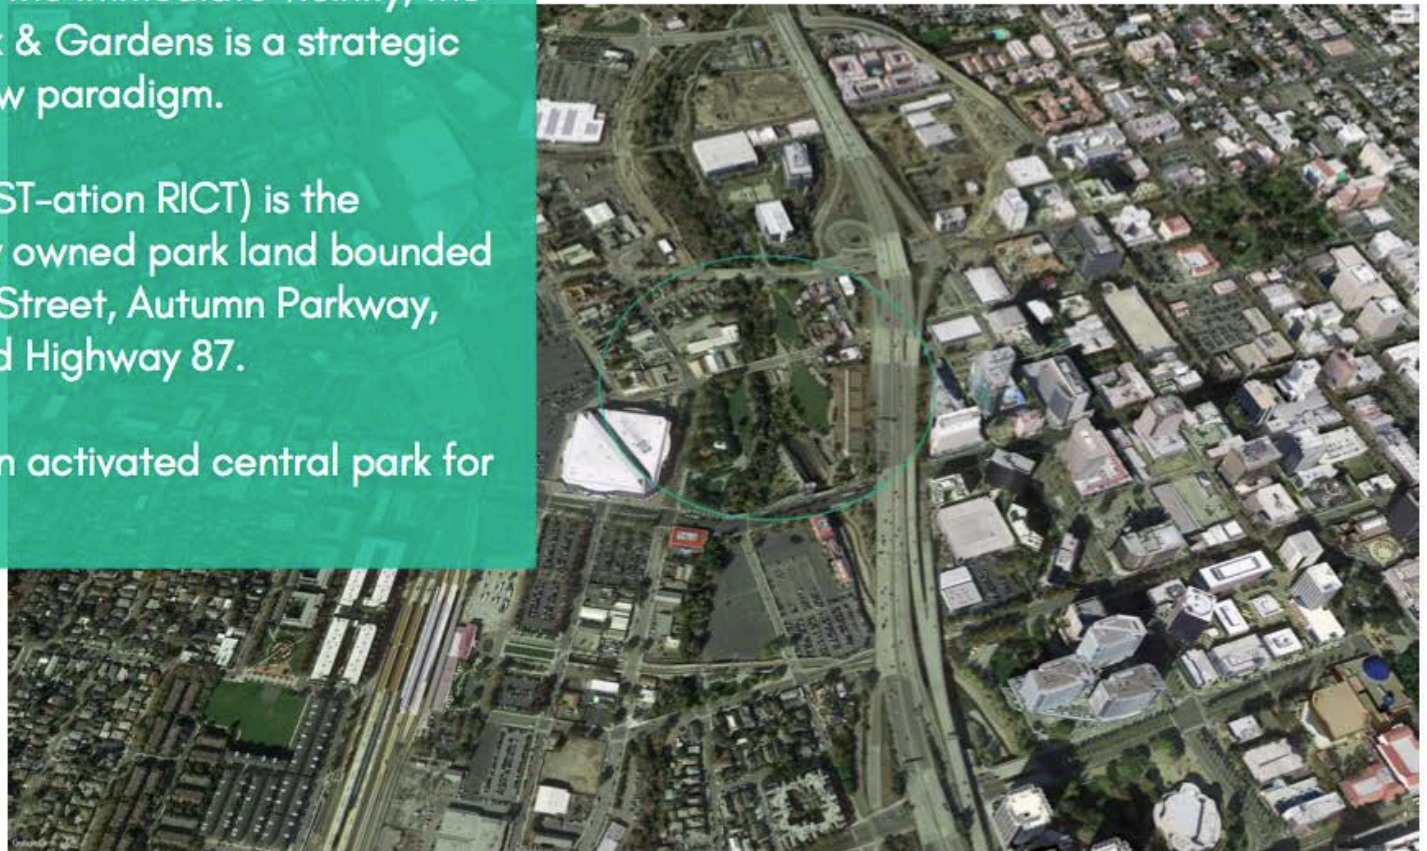 & Gardens is a strategic
w paradigm.
ST-ation RICT) is the
owned park land bounded
Street, Autumn Parkway,
d Highway 87.
n activated central park for